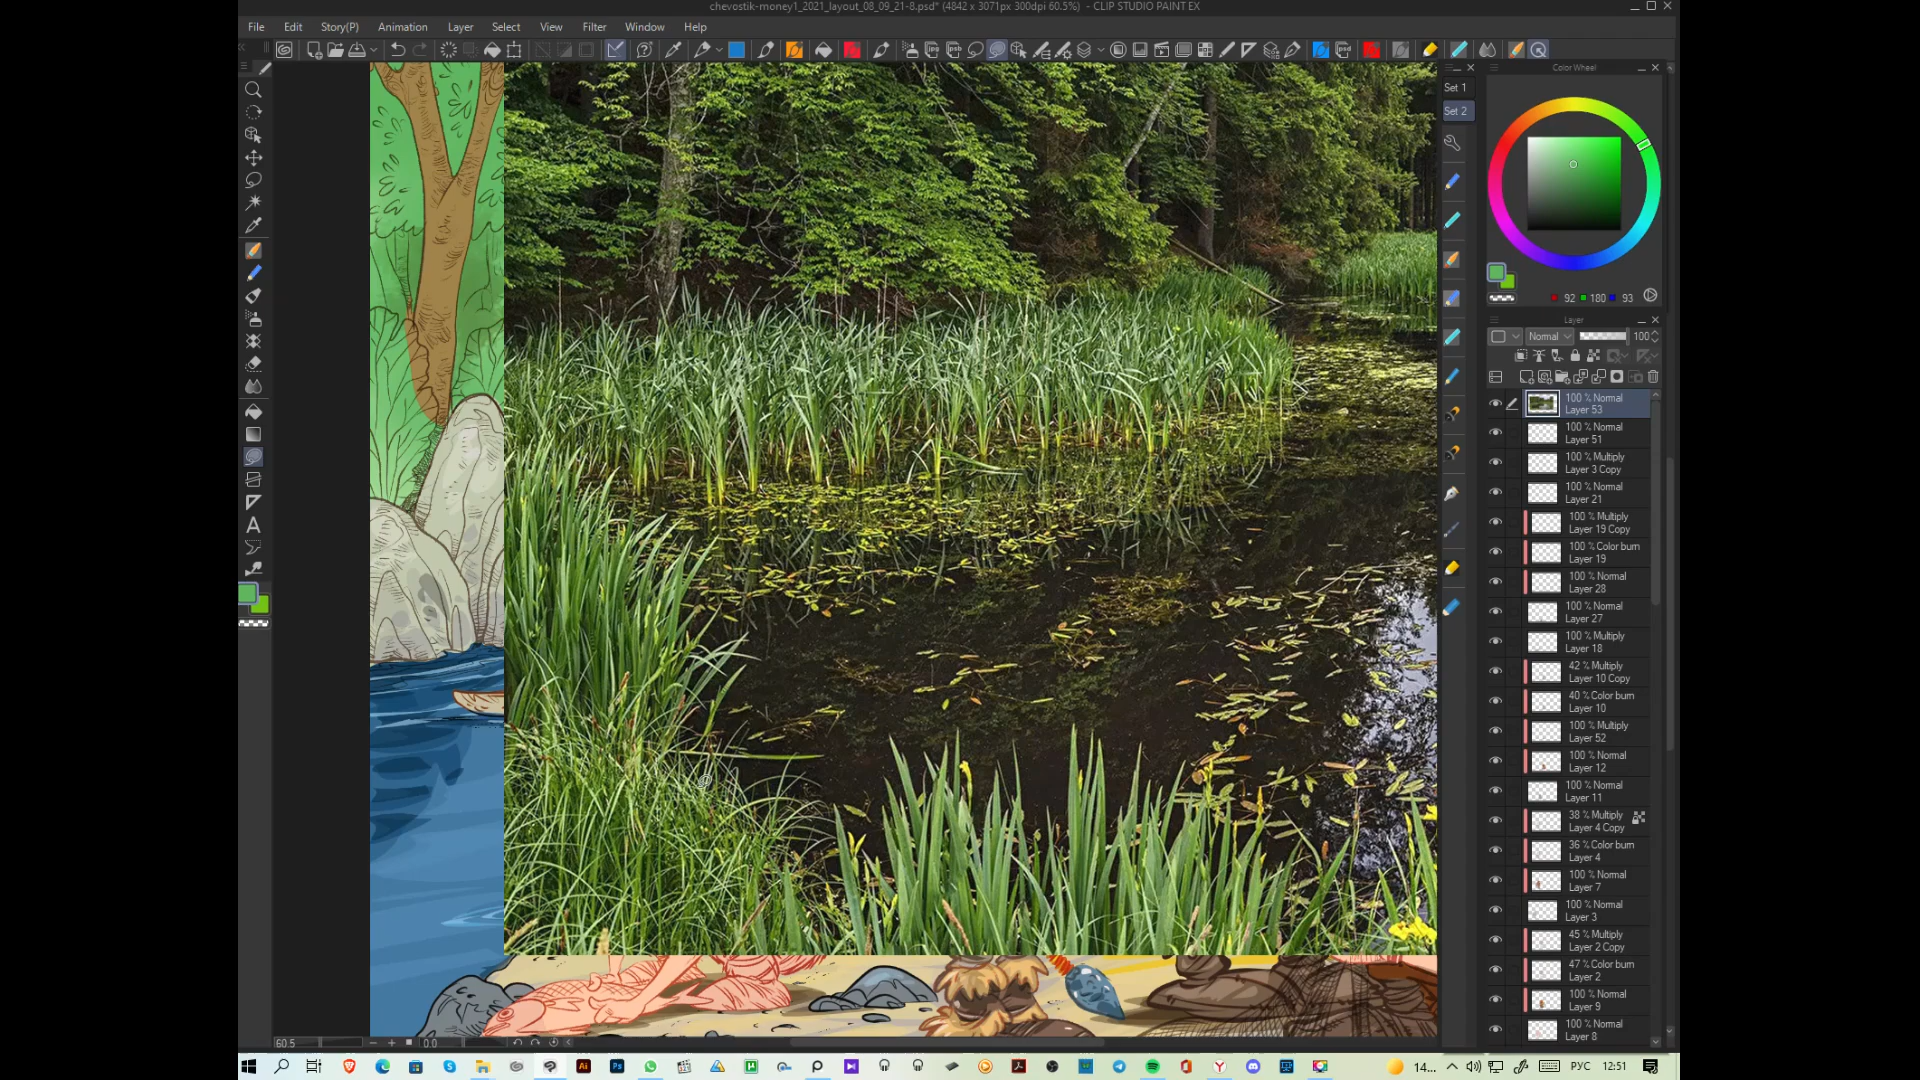 chevostik-money1_2021_layout_08_09_21-8.psd* (4842 x 3071px 300dpi 60.5%) - CLIP STUDIO PAINT EX
File Edit Story(P) Animation Layer Select View Filter Window Help
Color Wheel
Set 1
Set 2
92 180 93
Layer
Normal 100
100 % Normal
Layer 53
100 % Normal
Layer 51
100 % Multiply
Layer 3 Copy
100 % Normal
Layer 21
100 % Multiply
Layer 19 Copy
100 % Color burn
Layer 19
100 % Normal
Layer 28
100 % Normal
Layer 27
100 % Multiply
Layer 18
42 % Multiply
Layer 10 Copy
40 % Color burn
Layer 10
52 % Multiply
Layer 52
100 % Normal
Layer 12
100 % Normal
Layer 11
38 % Multiply
Layer 4 Copy
36 % Color burn
Layer 4
100 % Normal
Layer 7
100 % Normal
Layer 3
45 % Multiply
Layer 2 Copy
47 % Color burn
Layer 2
100 % Normal
Layer 9
100 % Normal
Layer 8
60.5 0.0
14... РУС 12:51